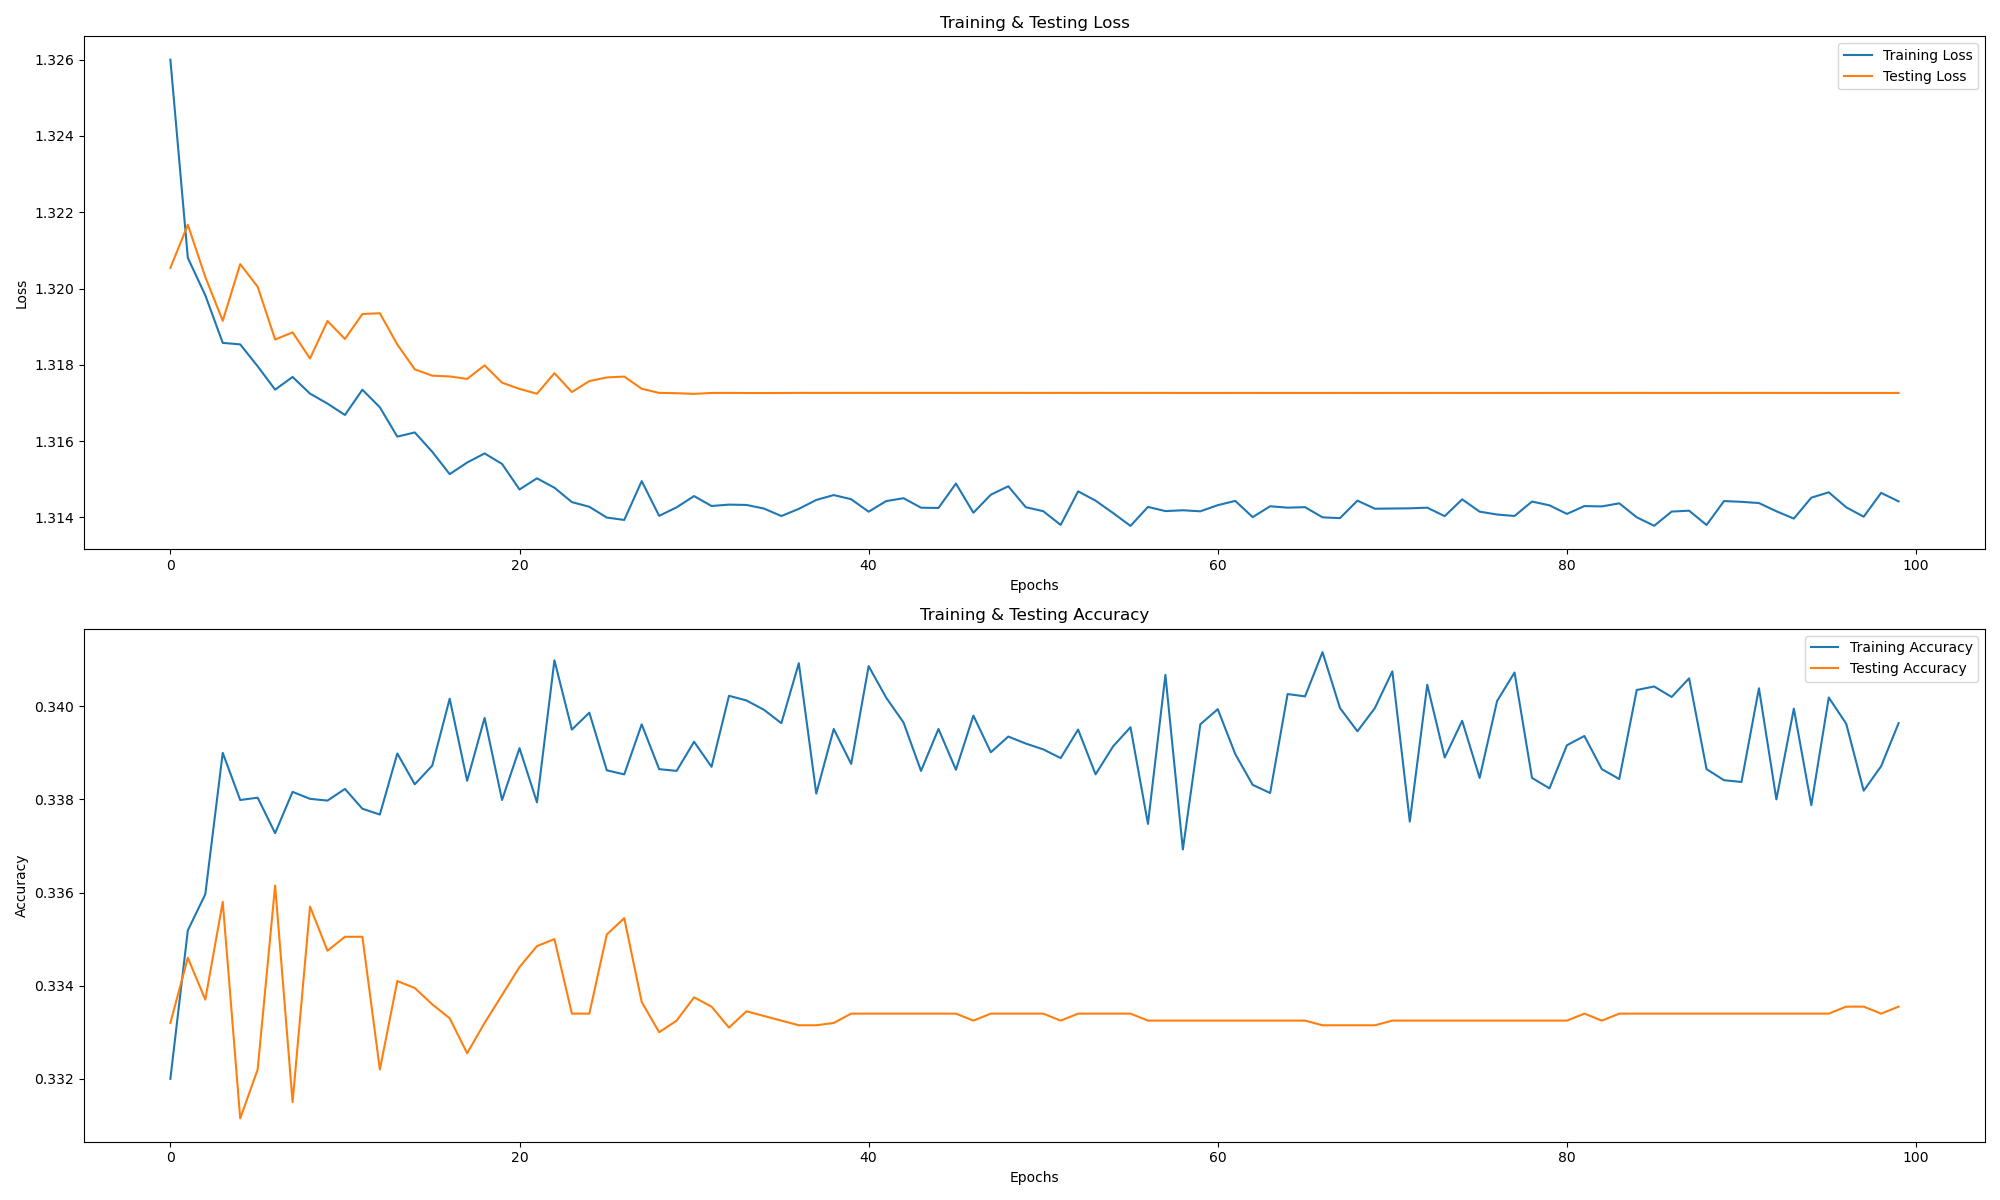 Training & Testing Loss
Training Loss
Testing Loss
1.326
1.324
1.322
1.320
1.318
1.316
1.314
Loss
0 20 40 60 80 100
Epochs
Training & Testing Accuracy
Training Accuracy
Testing Accuracy
0.340
0.338
0.336
0.334
0.332
Accuracy
0 20 40 60 80 100
Epochs